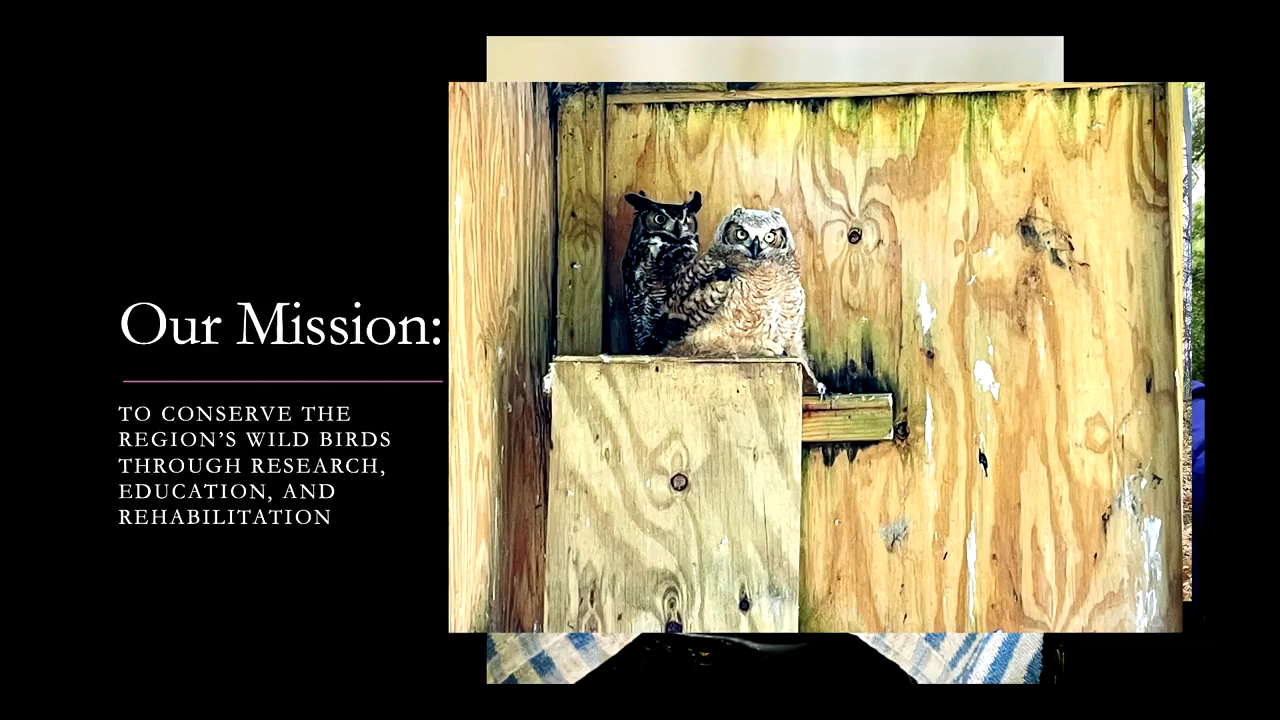 Our Mission:
TO CONSERVE THE
REGION’S WILD BIRDS
THROUGH RESEARCH,
EDUCATION, AND
REHABILITATION